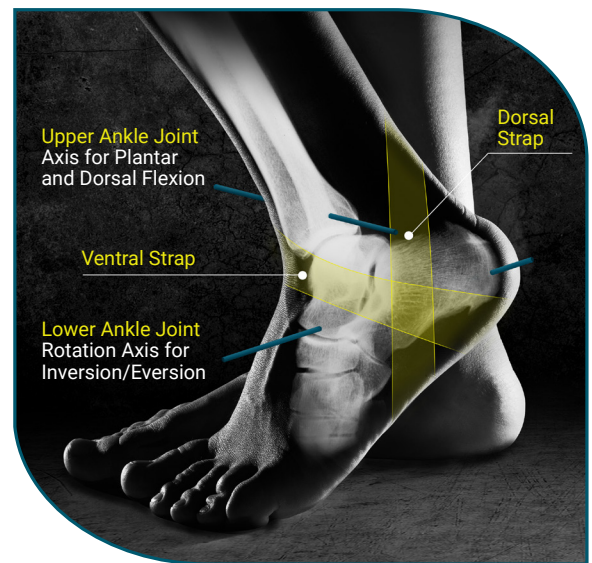 Dorsal
Strap
Upper Ankle Joint
Axis for Plantar
and Dorsal Flexion
Ventral Strap
Lower Ankle Joint
Rotation Axis for
Inversion/Eversion